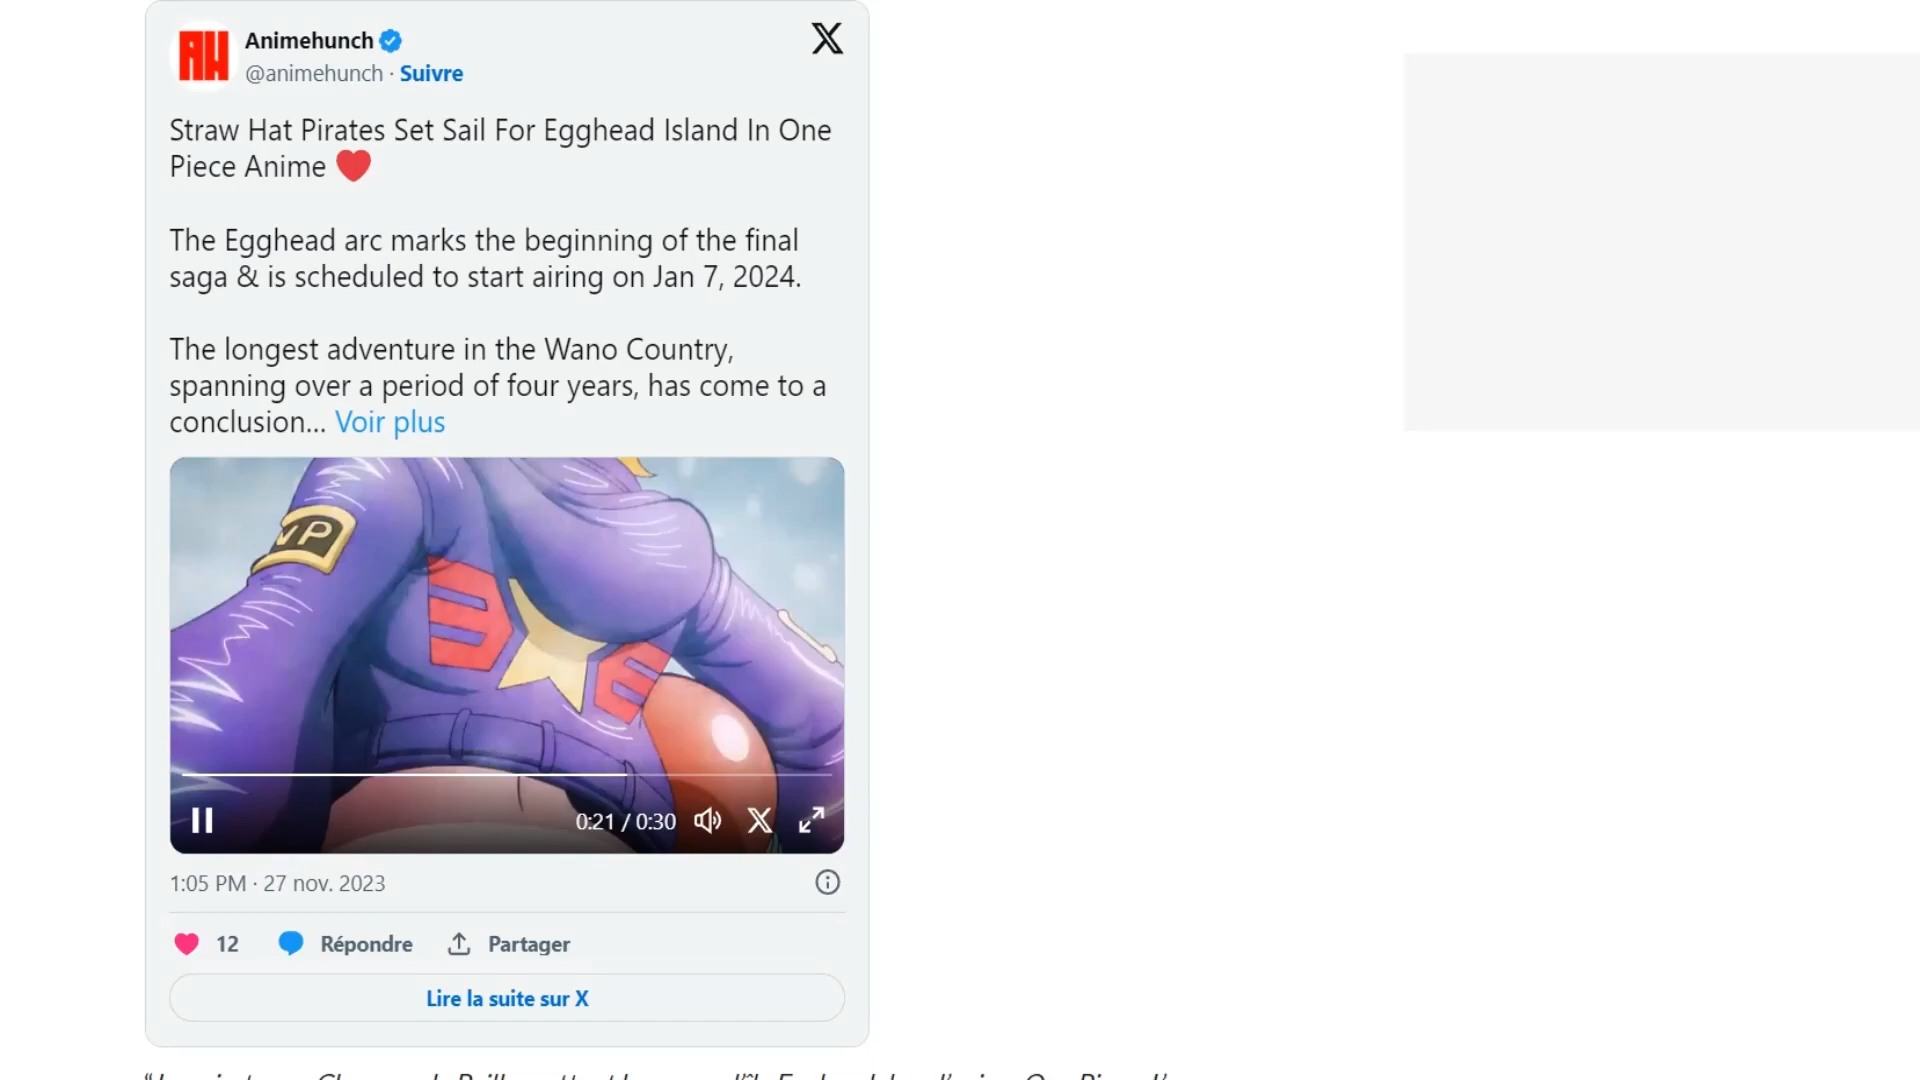 AH
Animehunch
@animehunch · Suivre
Straw Hat Pirates Set Sail For Egghead Island In One
Piece Anime ❤️
The Egghead arc marks the beginning of the final
saga & is scheduled to start airing on Jan 7, 2024.
The longest adventure in the Wano Country,
spanning over a period of four years, has come to a
conclusion... Voir plus
VP
0:21 / 0:30
1:05 PM · 27 nov. 2023
12 Répondre Partager
Lire la suite sur X